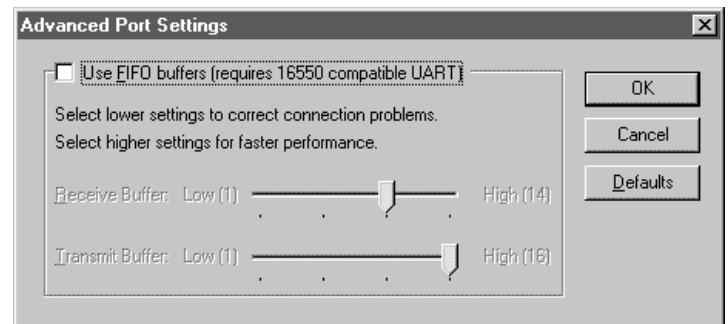 Advanced Port Settings
Use FIFO buffers (requires 16550 compatible UART)
Select lower settings to correct connection problems.
Select higher settings for faster performance.
Receive Buffer: Low (1) High (14)
Transmit Buffer: Low (1) High (16)
OK
Cancel
Defaults